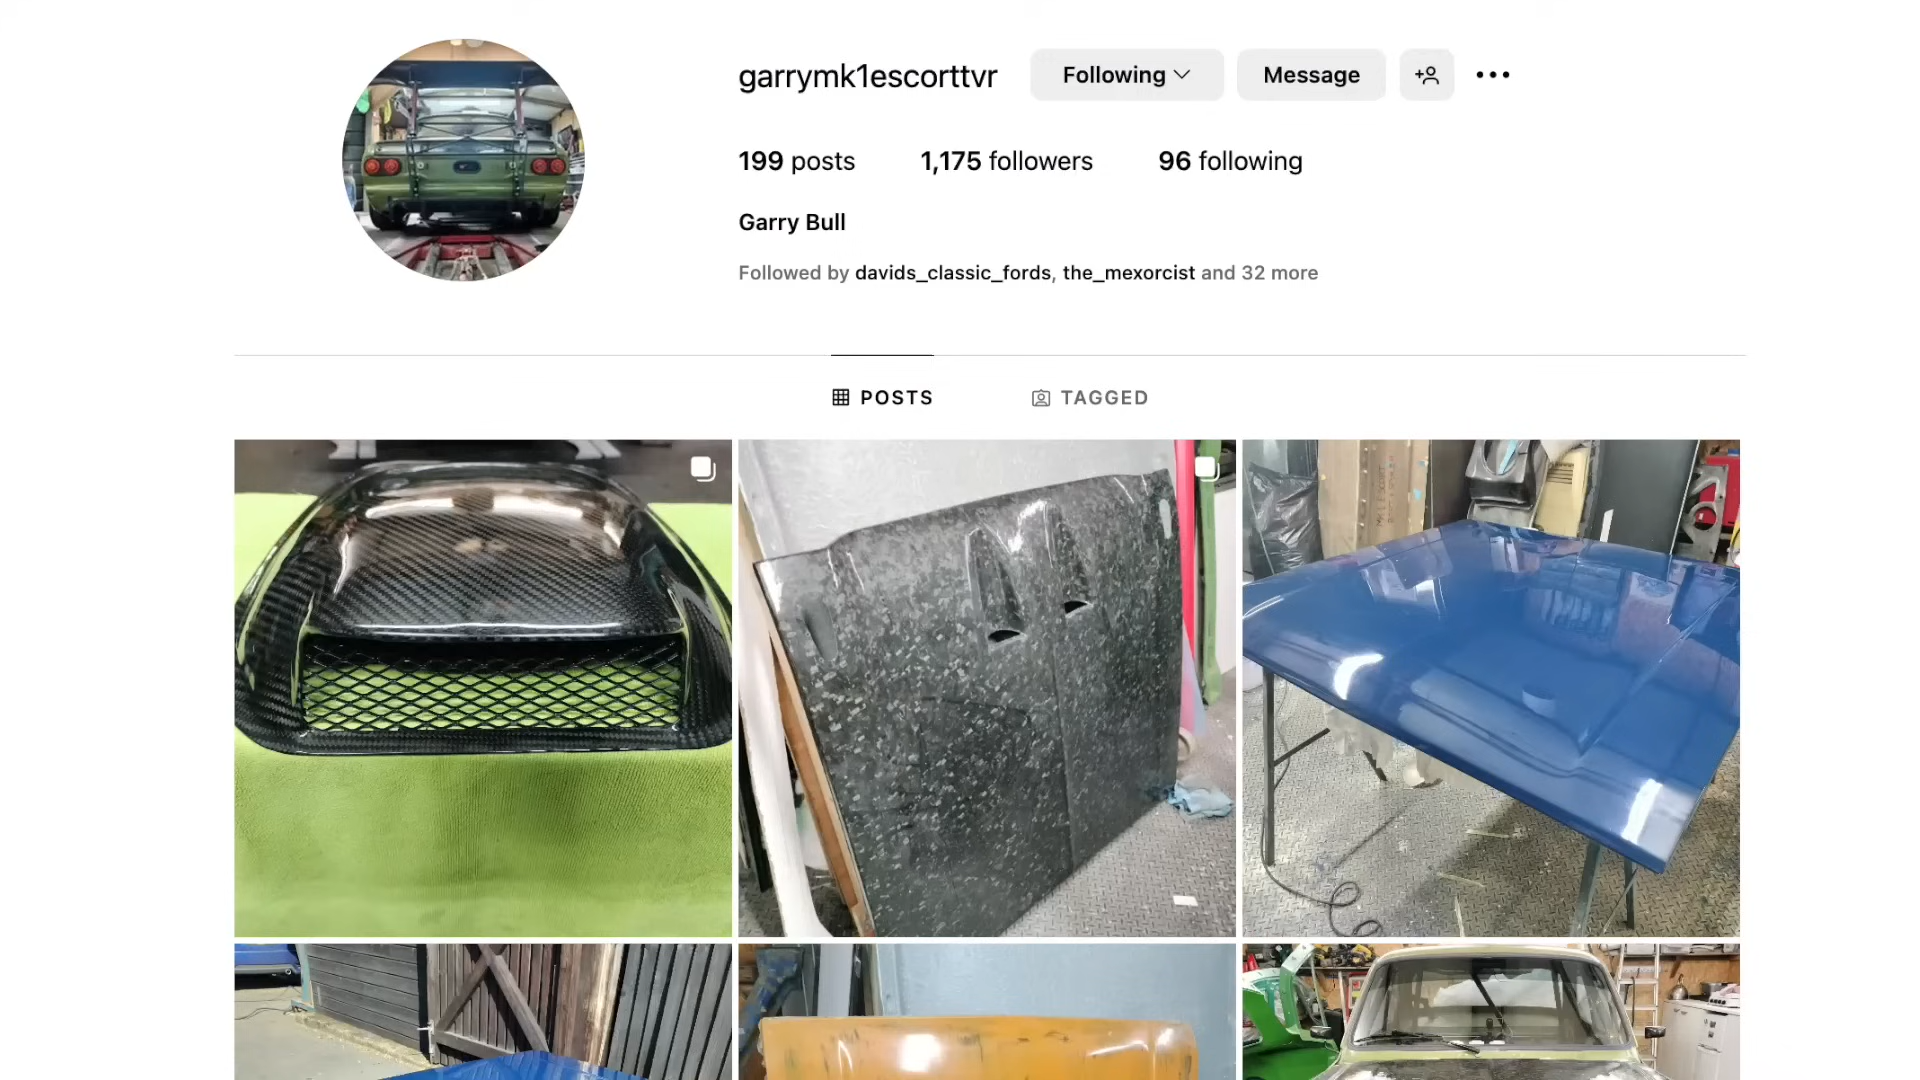 garrymk1escorttvr Following Message
199 posts 1,175 followers 96 following
Garry Bull
Followed by davids_classic_fords, the_mexorcist and 32 more
POSTS TAGGED